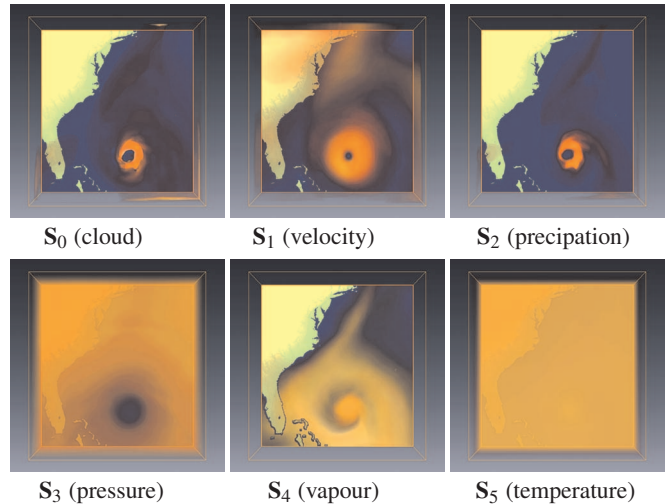 S₀ (cloud)
S₁ (velocity)
S₂ (precipation)
S₃ (pressure)
S₄ (vapour)
S₅ (temperature)